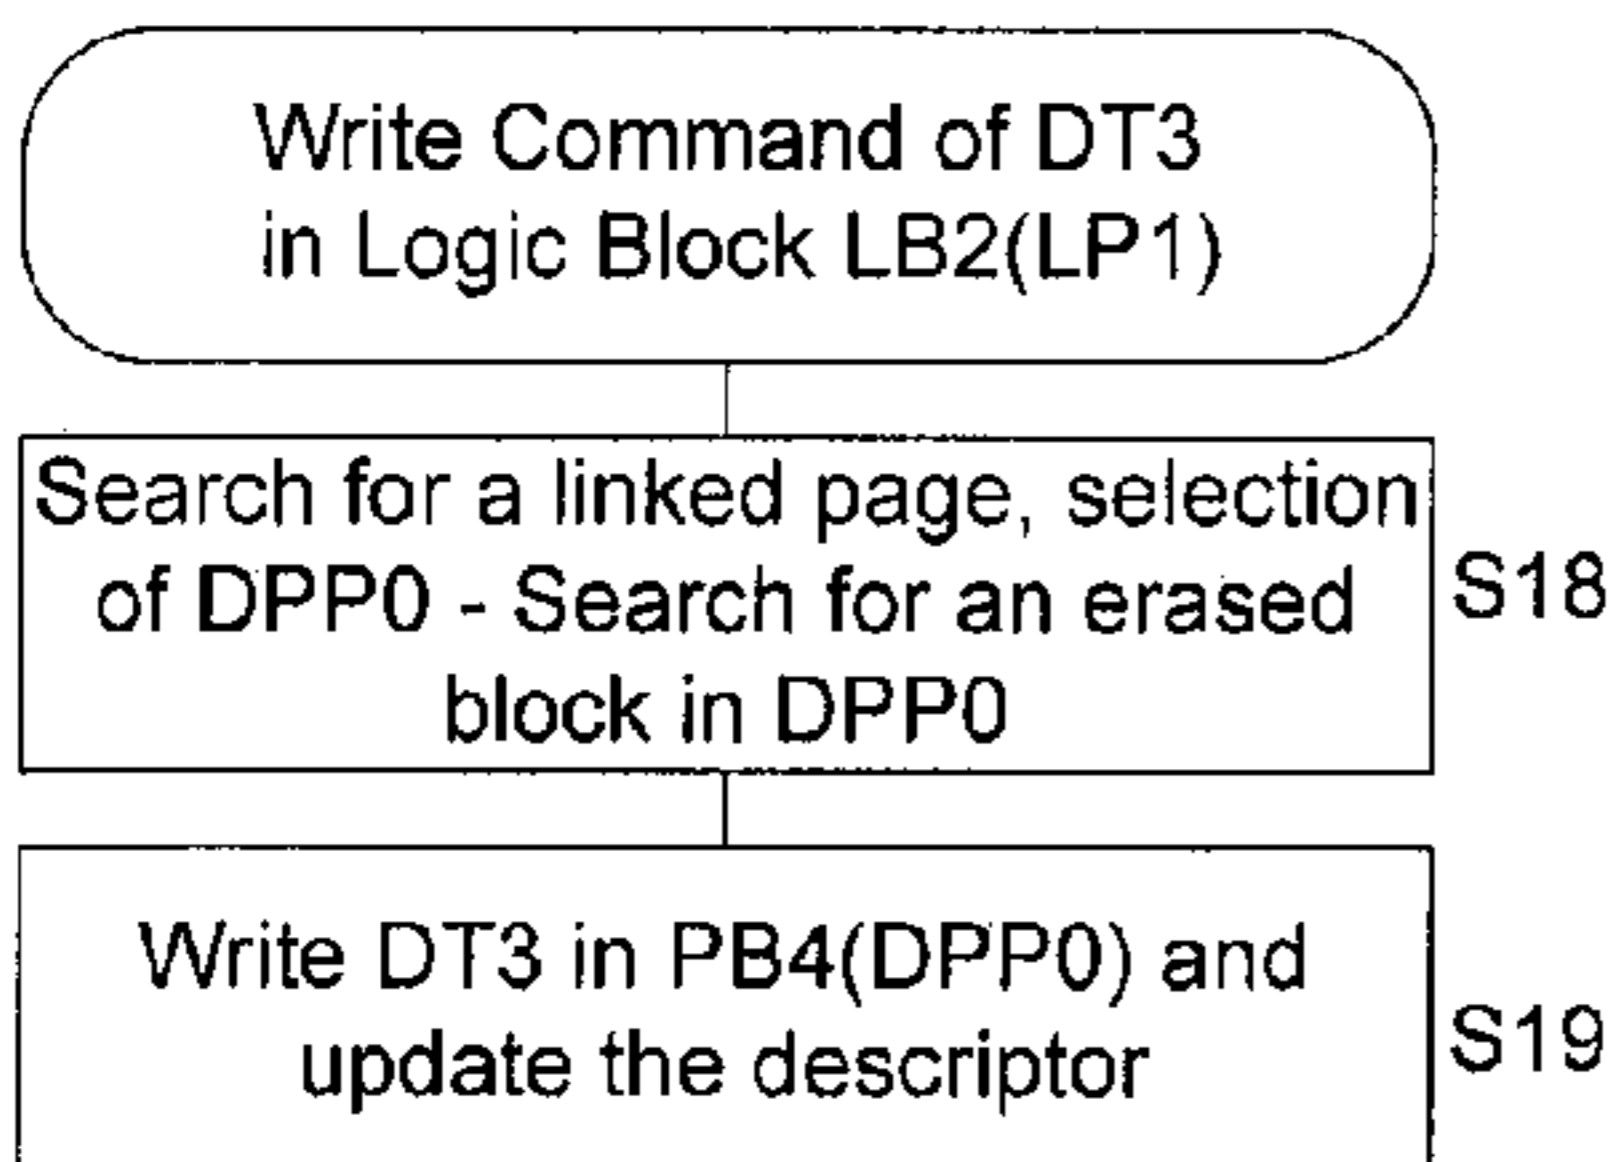 Write Command of DT3
in Logic Block LB2(LP1)
Search for a linked page, selection
of DPP0 - Search for an erased
block in DPP0
S18
Write DT3 in PB4(DPP0) and
update the descriptor
S19